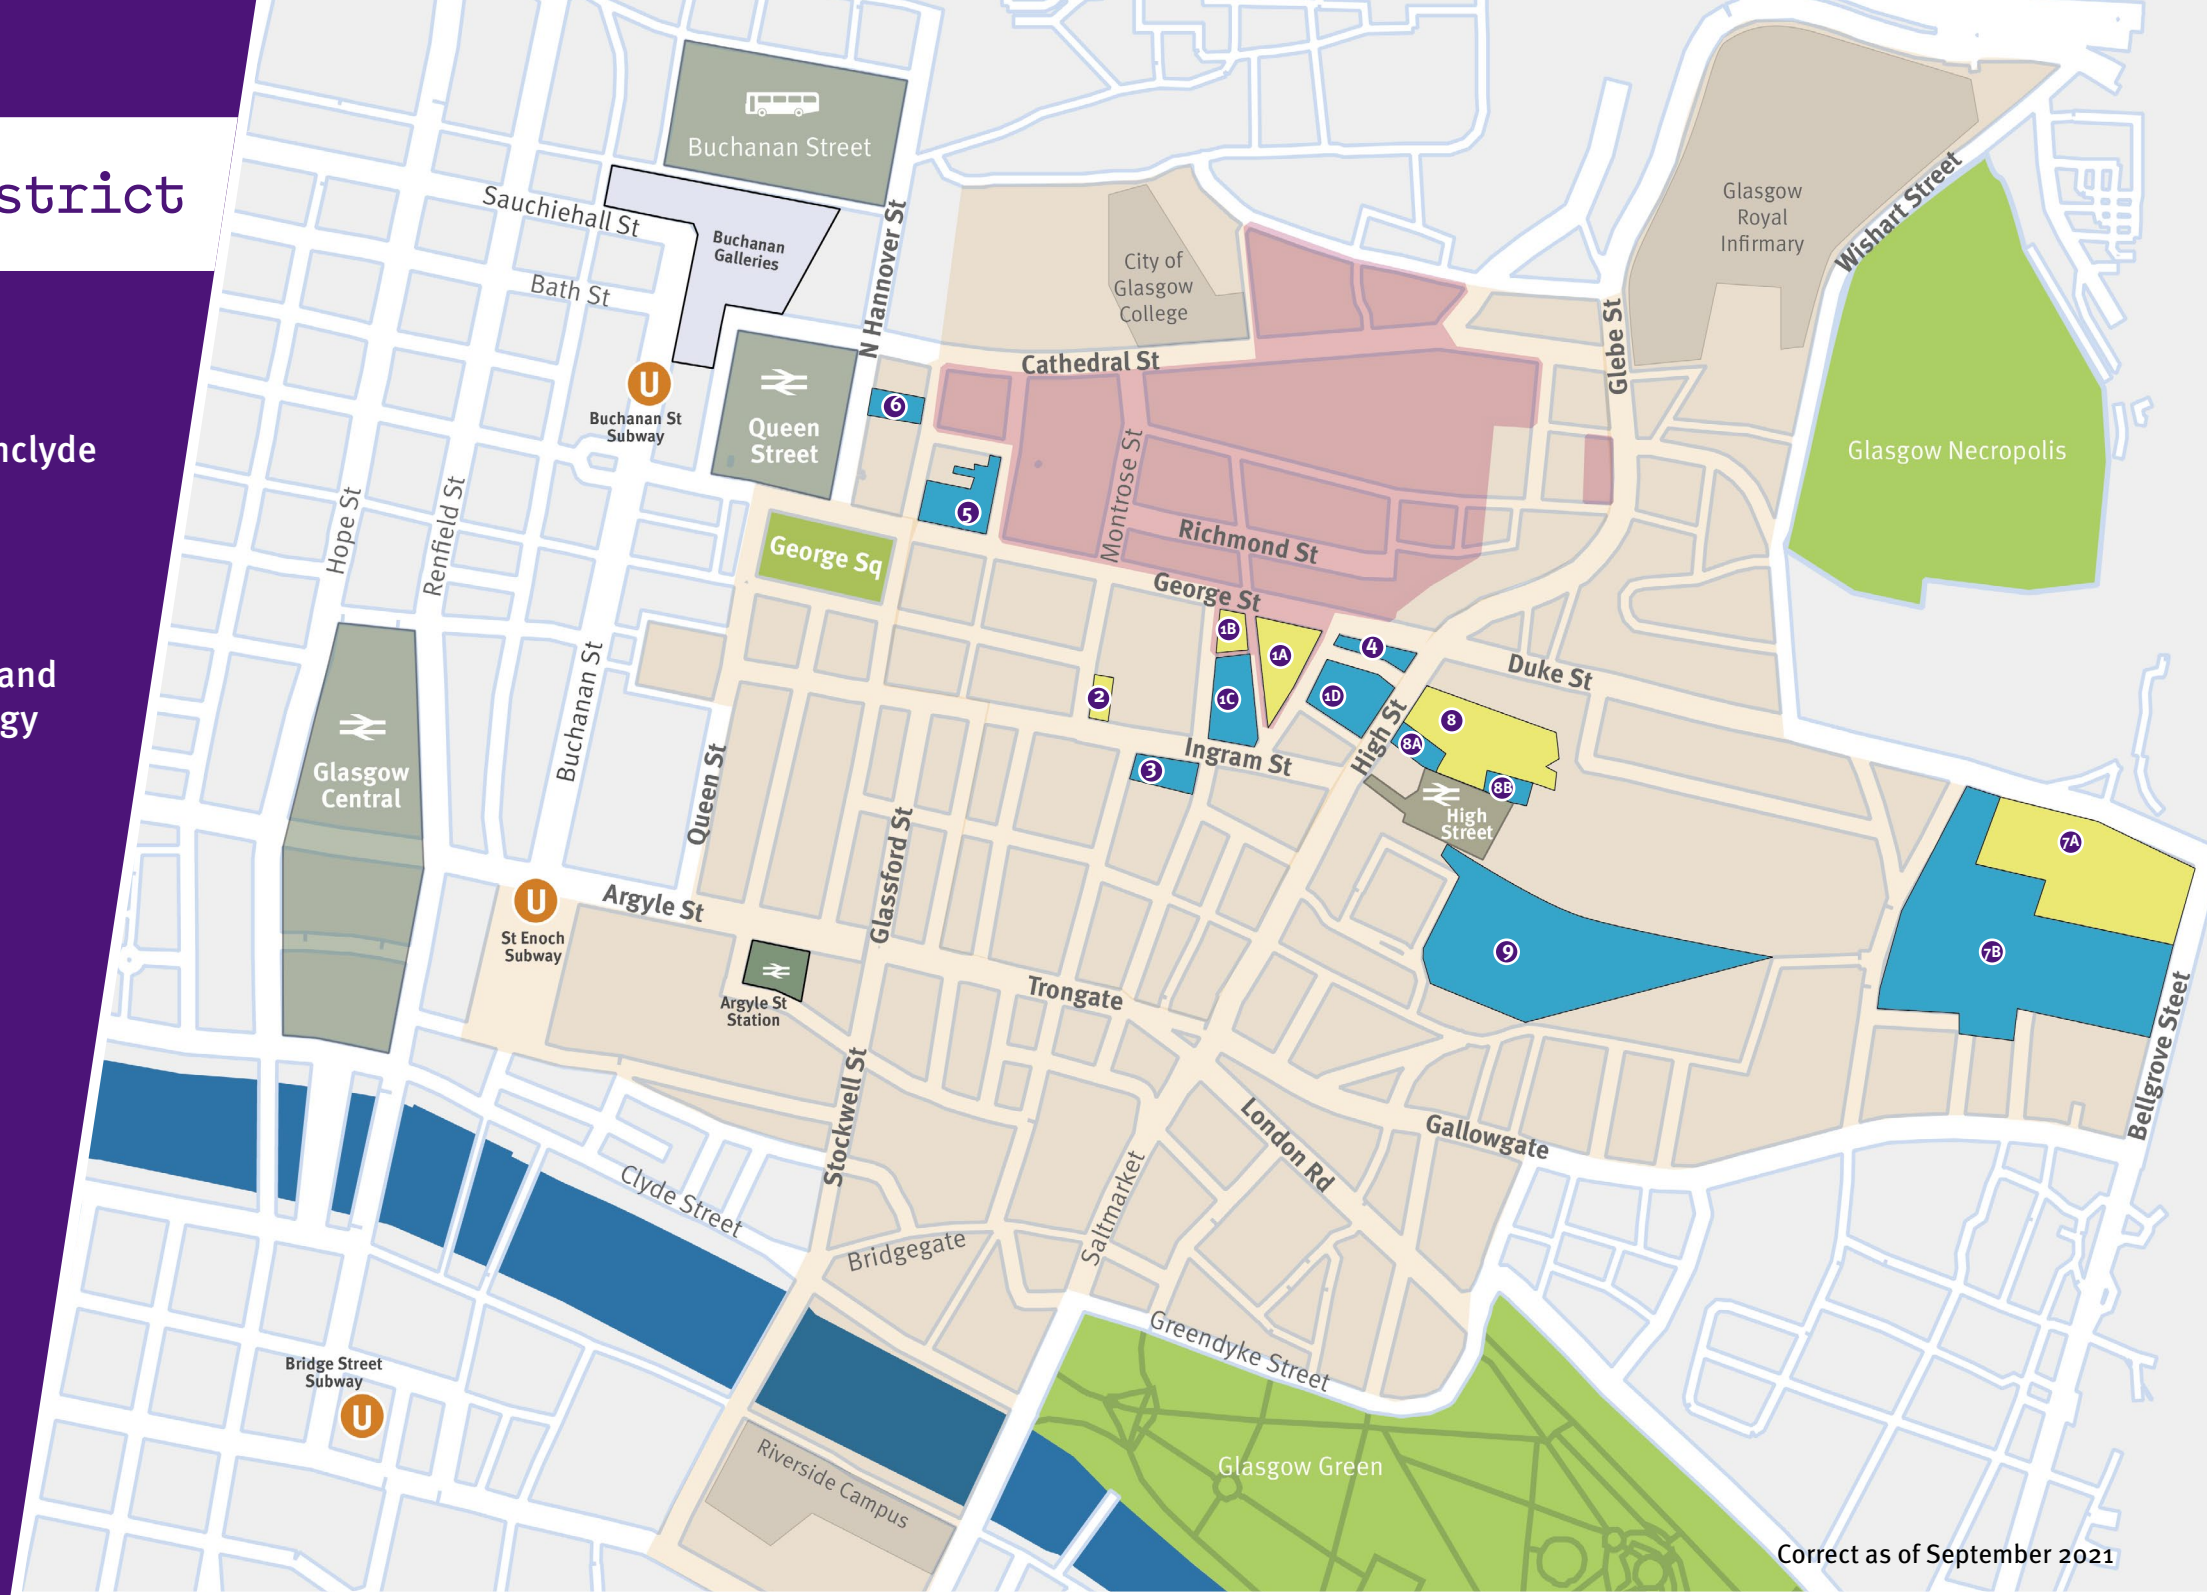 strict
nclyde
and
gy
Buchanan Street
Sauchiehall St
Buchanan
Galleries
Bath St
N Hannover St
City of
Glasgow
College
Glasgow
Royal
Infirmary
Wishart Street
Glebe St
Cathedral St
Buchanan St
Subway
Queen
Street
6
5
Montrose St
Richmond St
Glasgow Necropolis
Hope St
Renfield St
George Sq
George St
1B
1A
4
1C
1D
2
Duke St
Buchanan St
Ingram St
High St
8
8A
8B
3
High
Street
Glasgow
Central
Queen St
Glassford St
7A
7B
9
Argyle St
St Enoch
Subway
Argyle St
Station
Trongate
Bellgrove Steet
Stockwell St
London Rd
Gallowgate
Clyde Street
Bridgegate
Saltmarket
Greendyke Street
Bridge Street
Subway
U
U
U
Riverside Campus
Glasgow Green
Correct as of September 2021